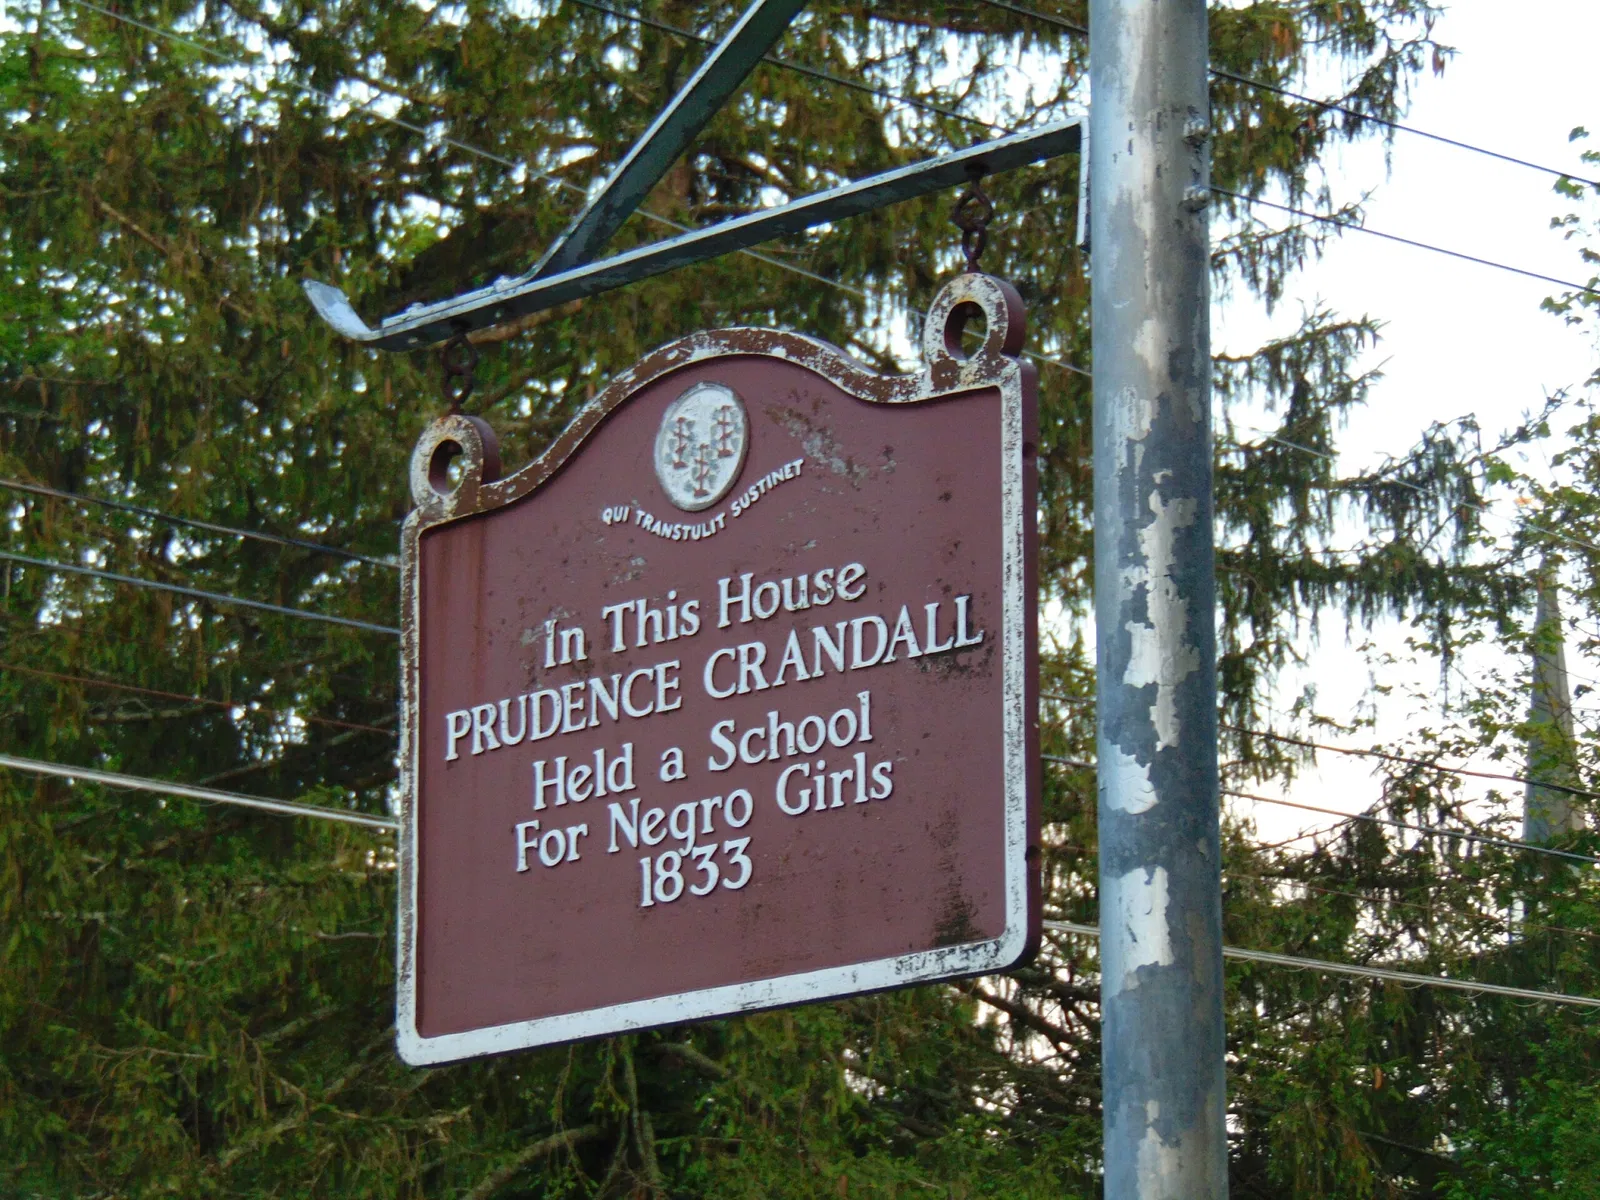 QUI TRANSTULIT SUSTINET
In This House
PRUDENCE CRANDALL
Held a School
For Negro Girls
1833